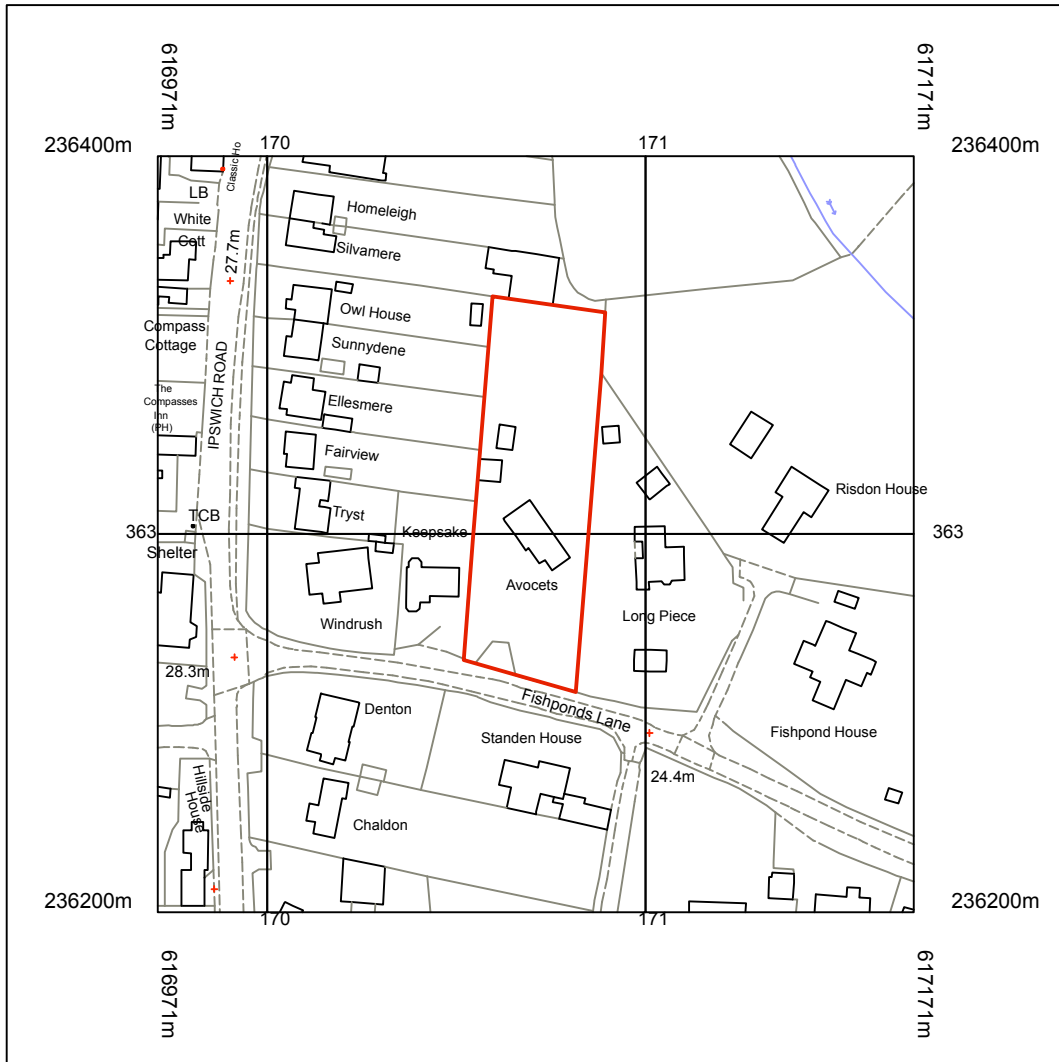 616971m
617171m
236400m
170
171
236400m
Classic Ho
LB
White
Cott
27.7m
Homeleigh
Silvamere
Owl House
Sunnydene
Compass
Cottage
IPSWICH ROAD
The
Compasses
Inn
(PH)
Ellesmere
Fairview
Risdon House
Tryst
TCB
363
Keepsake
363
Shelter
Avocets
Windrush
Long Piece
28.3m
Fishponds Lane
Denton
Standen House
Fishpond House
24.4m
Hillside
House
Chaldon
236200m
170
171
236200m
616971m
617171m